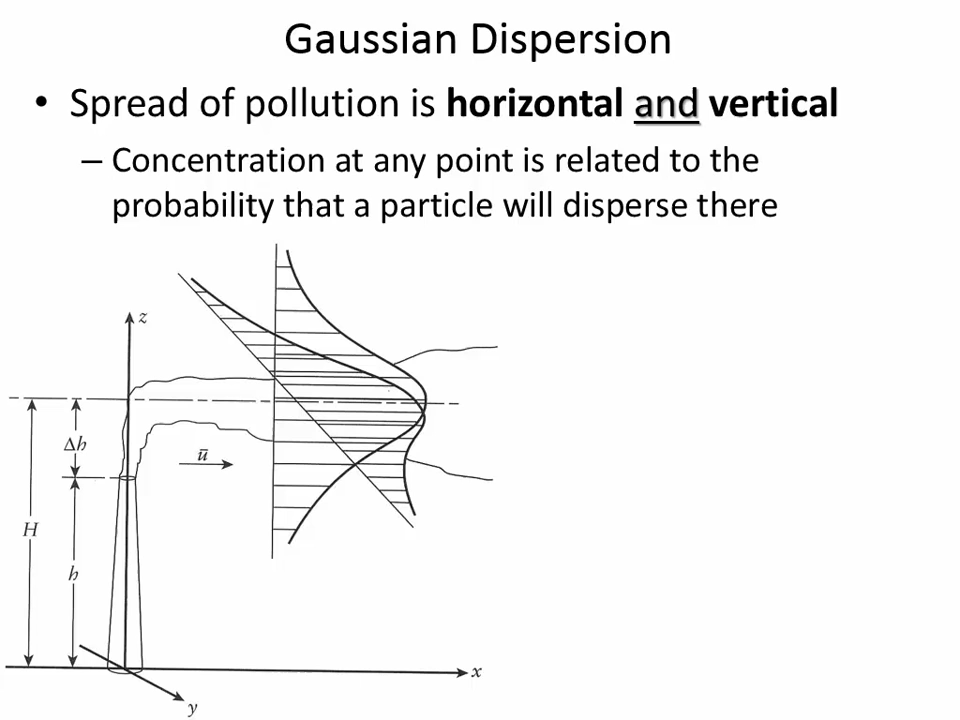 Gaussian Dispersion
• Spread of pollution is horizontal and vertical
– Concentration at any point is related to the
probability that a particle will disperse there
z
Δh
ū
H
h
x
y